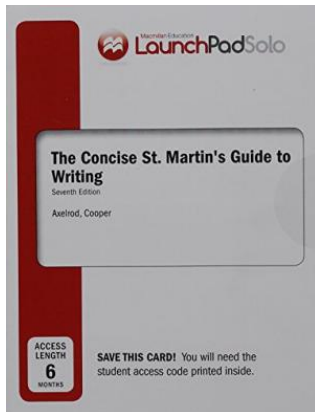 Macmillan Education
LaunchPadSolo
The Concise St. Martin's Guide to
Writing
Seventh Edition
Axelrod, Cooper
ACCESS
LENGTH
6
MONTHS
SAVE THIS CARD! You will need the
student access code printed inside.